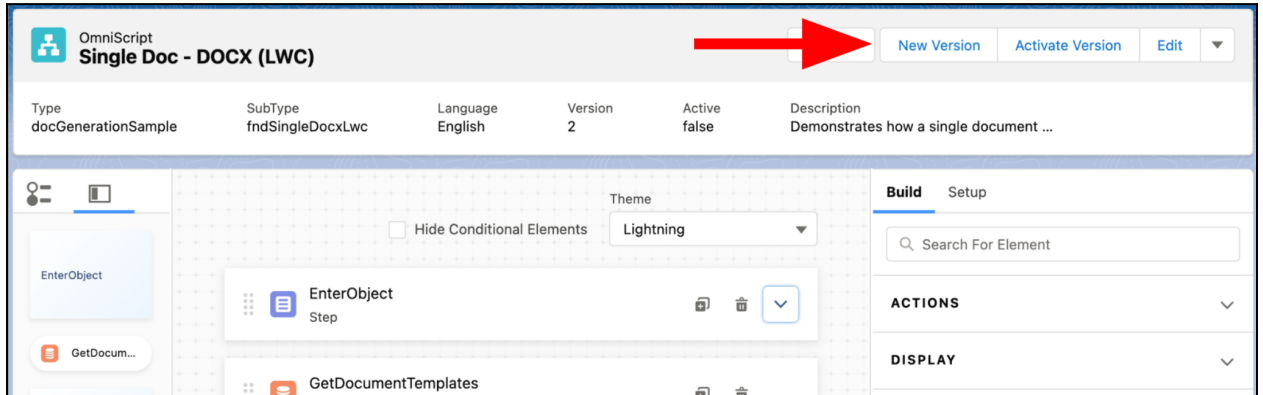 OmniScript
Single Doc - DOCX (LWC)
New Version
Activate Version
Edit
Type
docGenerationSample
SubType
fndSingleDocxLwc
Language
English
Version
2
Active
false
Description
Demonstrates how a single document ...
EnterObject
GetDocum...
Theme
Hide Conditional Elements
Lightning
EnterObject
Step
GetDocumentTemplates
Build
Setup
Search For Element
ACTIONS
DISPLAY